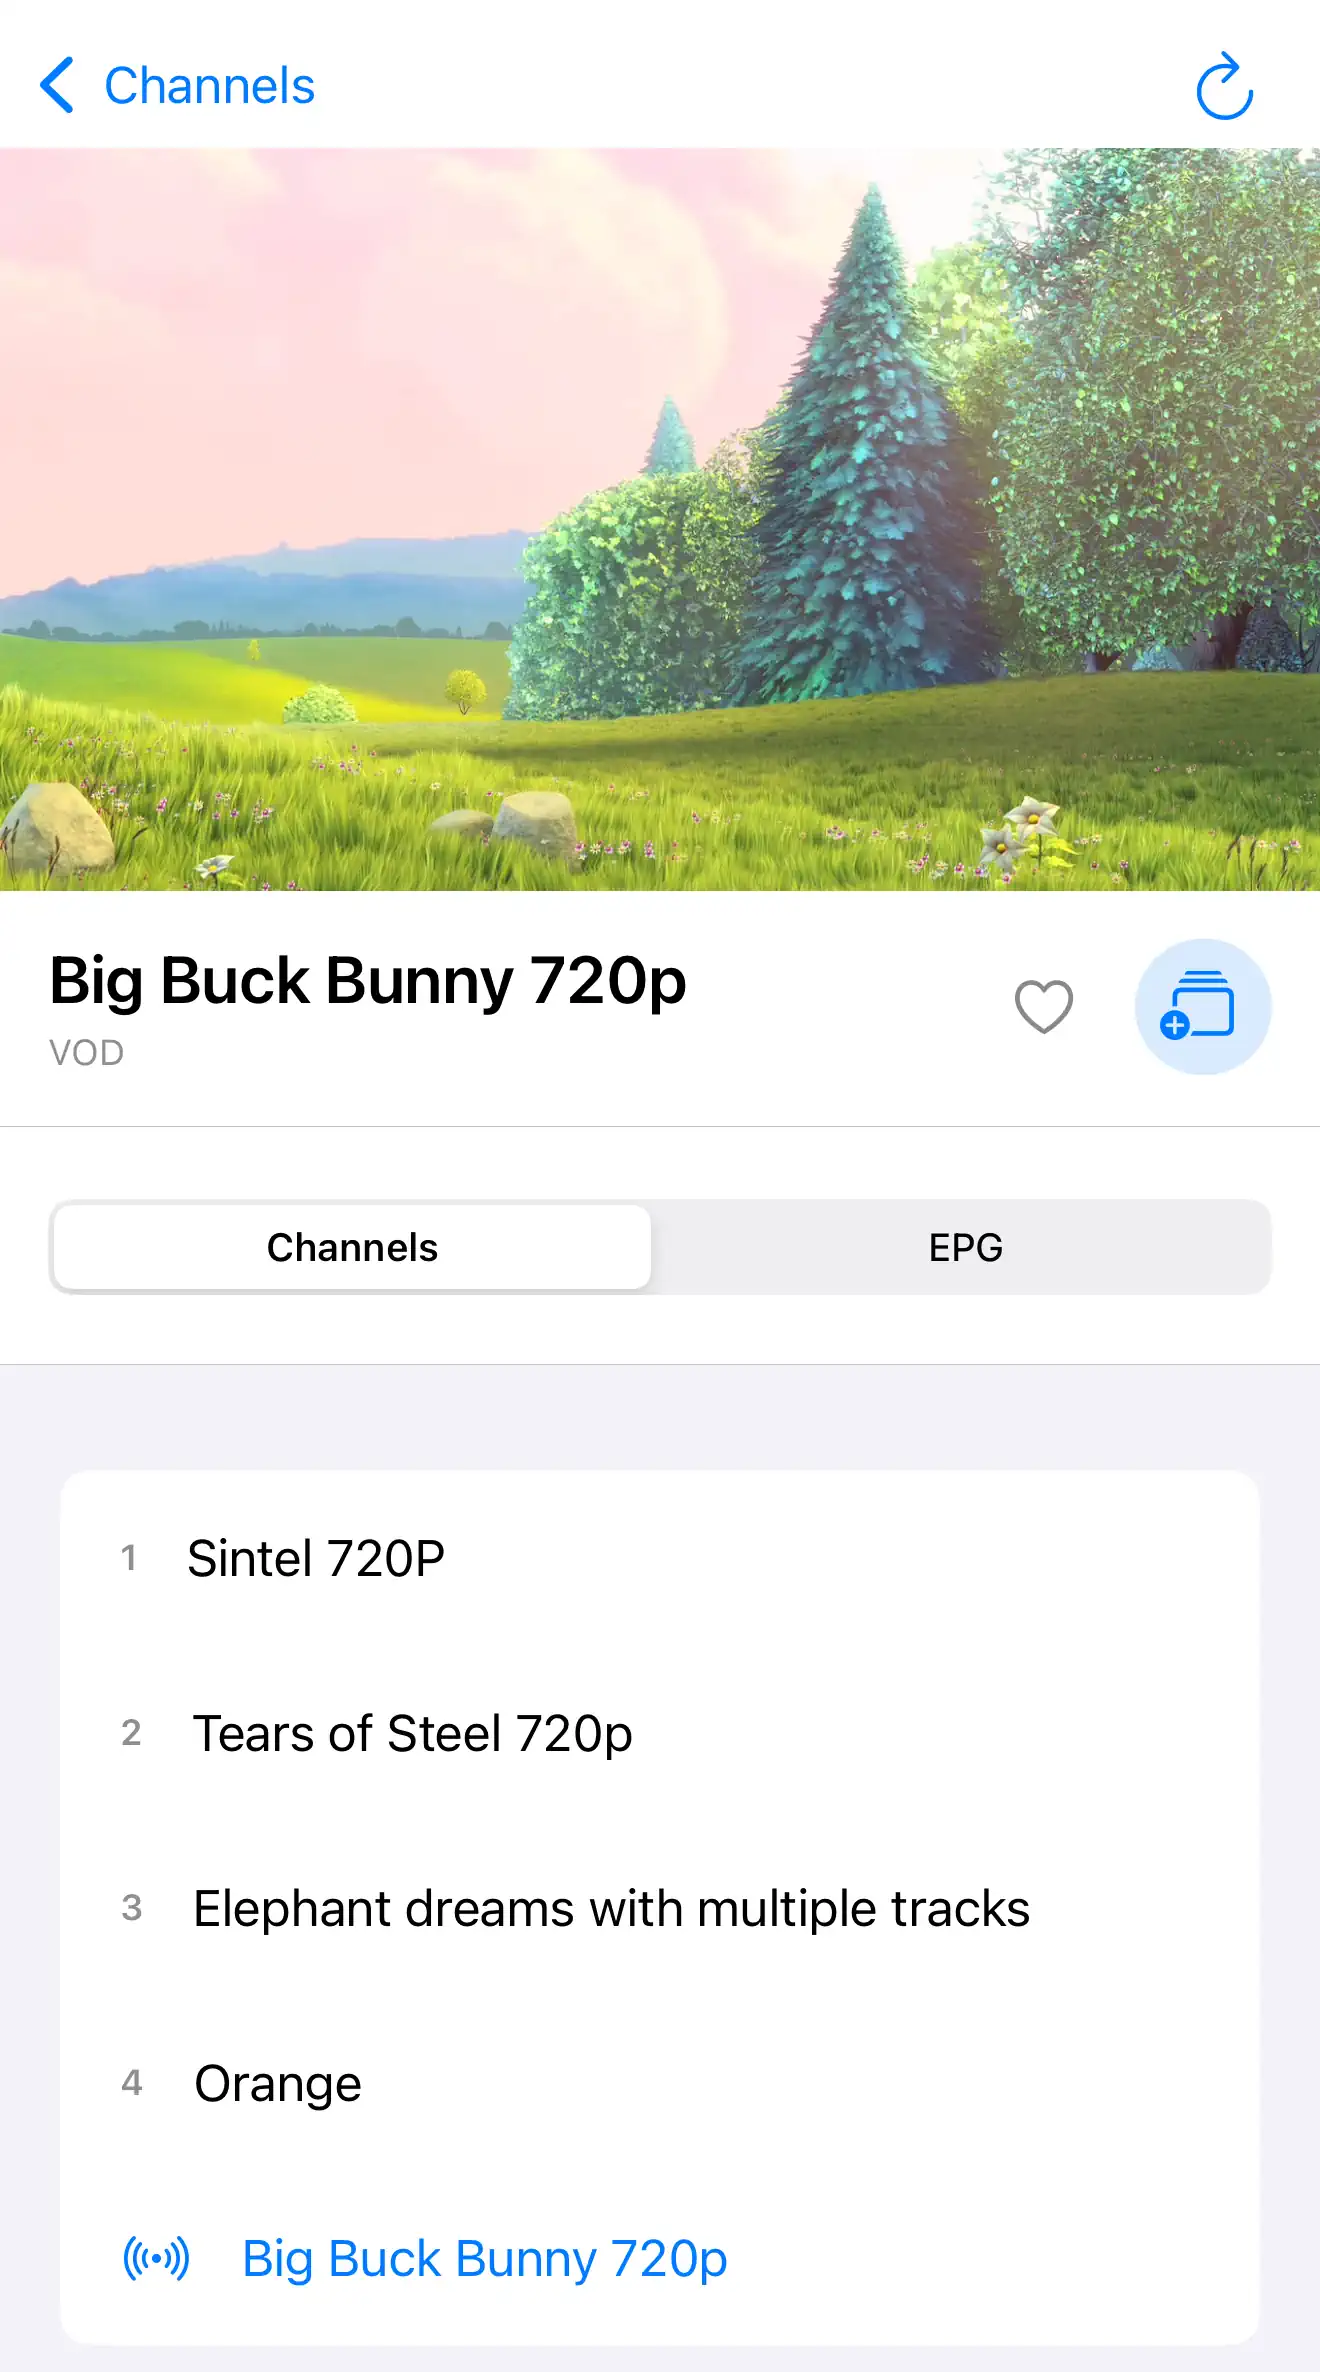 Channels
Big Buck Bunny 720p
VOD
Channels
EPG
1 Sintel 720P
2 Tears of Steel 720p
3 Elephant dreams with multiple tracks
4 Orange
Big Buck Bunny 720p